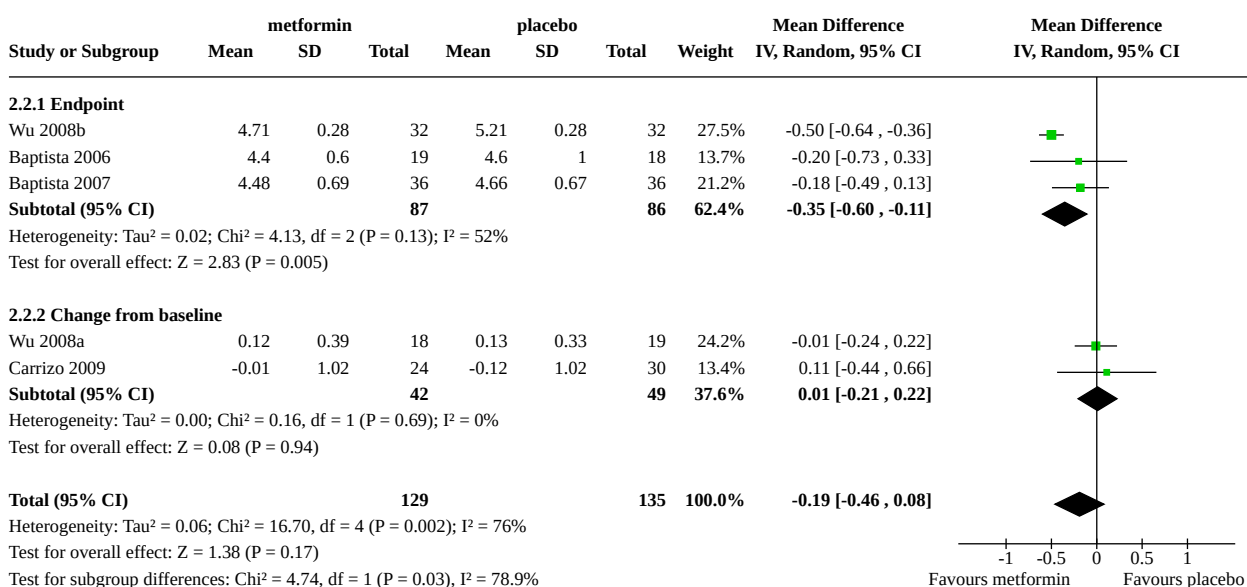 metformin placebo Mean Difference Mean Difference
Study or Subgroup Mean SD Total Mean SD Total Weight IV, Random, 95% CI IV, Random, 95% CI
2.2.1 Endpoint
Wu 2008b 4.71 0.28 32 5.21 0.28 32 27.5% -0.50 [-0.64 , -0.36]
Baptista 2006 4.4 0.6 19 4.6 1 18 13.7% -0.20 [-0.73 , 0.33]
Baptista 2007 4.48 0.69 36 4.66 0.67 36 21.2% -0.18 [-0.49 , 0.13]
Subtotal (95% CI) 87 86 62.4% -0.35 [-0.60 , -0.11]
Heterogeneity: Tau² = 0.02; Chi² = 4.13, df = 2 (P = 0.13); I² = 52%
Test for overall effect: Z = 2.83 (P = 0.005)
2.2.2 Change from baseline
Wu 2008a 0.12 0.39 18 0.13 0.33 19 24.2% -0.01 [-0.24 , 0.22]
Carrizo 2009 -0.01 1.02 24 -0.12 1.02 30 13.4% 0.11 [-0.44 , 0.66]
Subtotal (95% CI) 42 49 37.6% 0.01 [-0.21 , 0.22]
Heterogeneity: Tau² = 0.00; Chi² = 0.16, df = 1 (P = 0.69); I² = 0%
Test for overall effect: Z = 0.08 (P = 0.94)
Total (95% CI) 129 135 100.0% -0.19 [-0.46 , 0.08]
Heterogeneity: Tau² = 0.06; Chi² = 16.70, df = 4 (P = 0.002); I² = 76%
Test for overall effect: Z = 1.38 (P = 0.17)
-1 -0.5 0 0.5 1
Test for subgroup differences: Chi² = 4.74, df = 1 (P = 0.03), I² = 78.9% Favours metformin Favours placebo